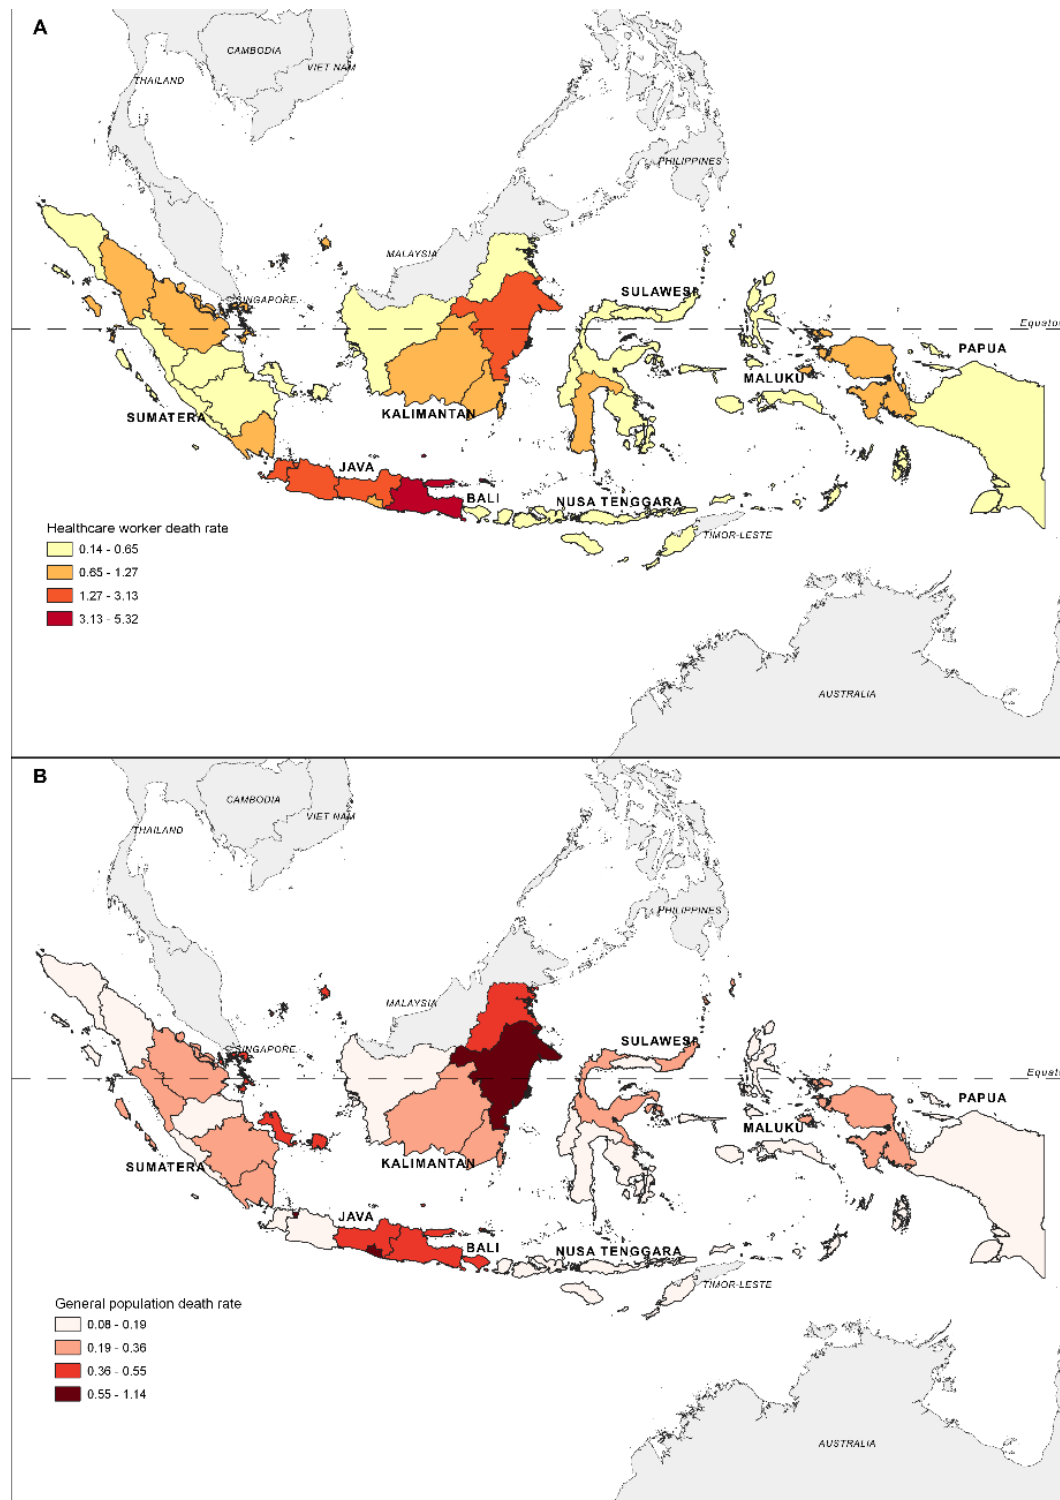 A
CAMBODIA
VIET NAM
THAILAND
PHILIPPINES
MALAYSIA
SINGAPORE
SULAWESI
Equator
PAPUA
MALUKU
SUMATERA
KALIMANTAN
JAVA
BALI
NUSA TENGGARA
TIMOR-LESTE
Healthcare worker death rate
0.14 - 0.65
0.65 - 1.27
1.27 - 3.13
3.13 - 5.32
AUSTRALIA
B
CAMBODIA
VIET NAM
THAILAND
PHILIPPINES
MALAYSIA
SINGAPORE
SULAWESI
Equato
PAPUA
MALUKU
SUMATERA
KALIMANTAN
JAVA
BALI
NUSA TENGGARA
TIMOR-LESTE
General population death rate
0.08 - 0.19
0.19 - 0.36
0.36 - 0.55
0.55 - 1.14
AUSTRALIA